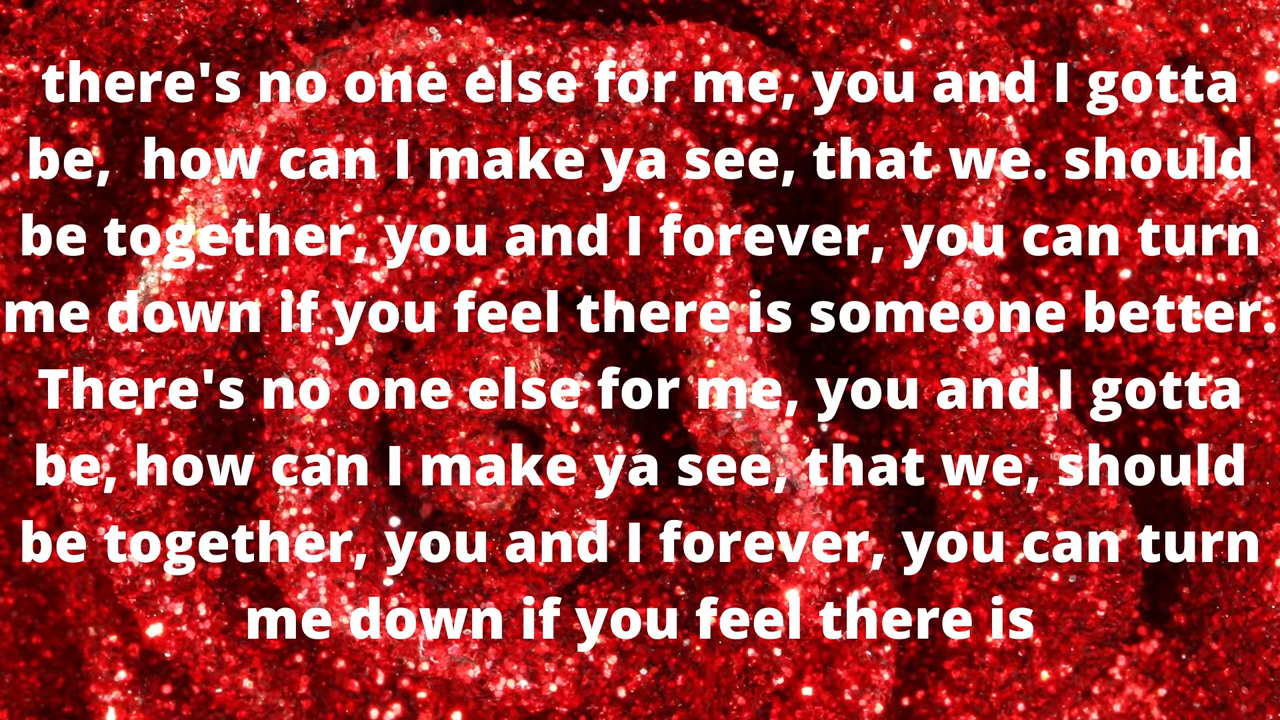 there's no one else for me, you and I gotta
be,  how can I make ya see, that we. should
be together, you and I forever, you can turn
me down if you feel there is someone better.
There's no one else for me, you and I gotta
be, how can I make ya see, that we, should
be together, you and I forever, you can turn
me down if you feel there is